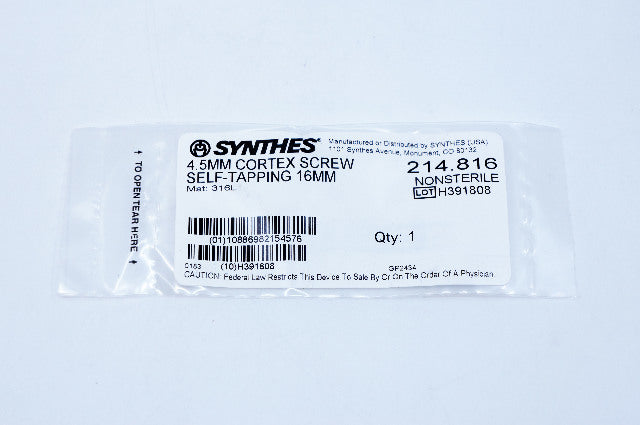 ↑ TO OPEN TEAR HERE ↑
SYNTHES®
Manufactured or Distributed by SYNTHES (USA)
1101 Synthes Avenue, Monument, CO 80132
4.5MM CORTEX SCREW
SELF-TAPPING 16MM
Mat: 316L
214.816
NONSTERILE
LOT H391808
(01)10886982154576
Qty: 1
(10)H391808
0183
GP2434
CAUTION: Federal Law Restricts This Device To Sale By Or On The Order Of A Physician